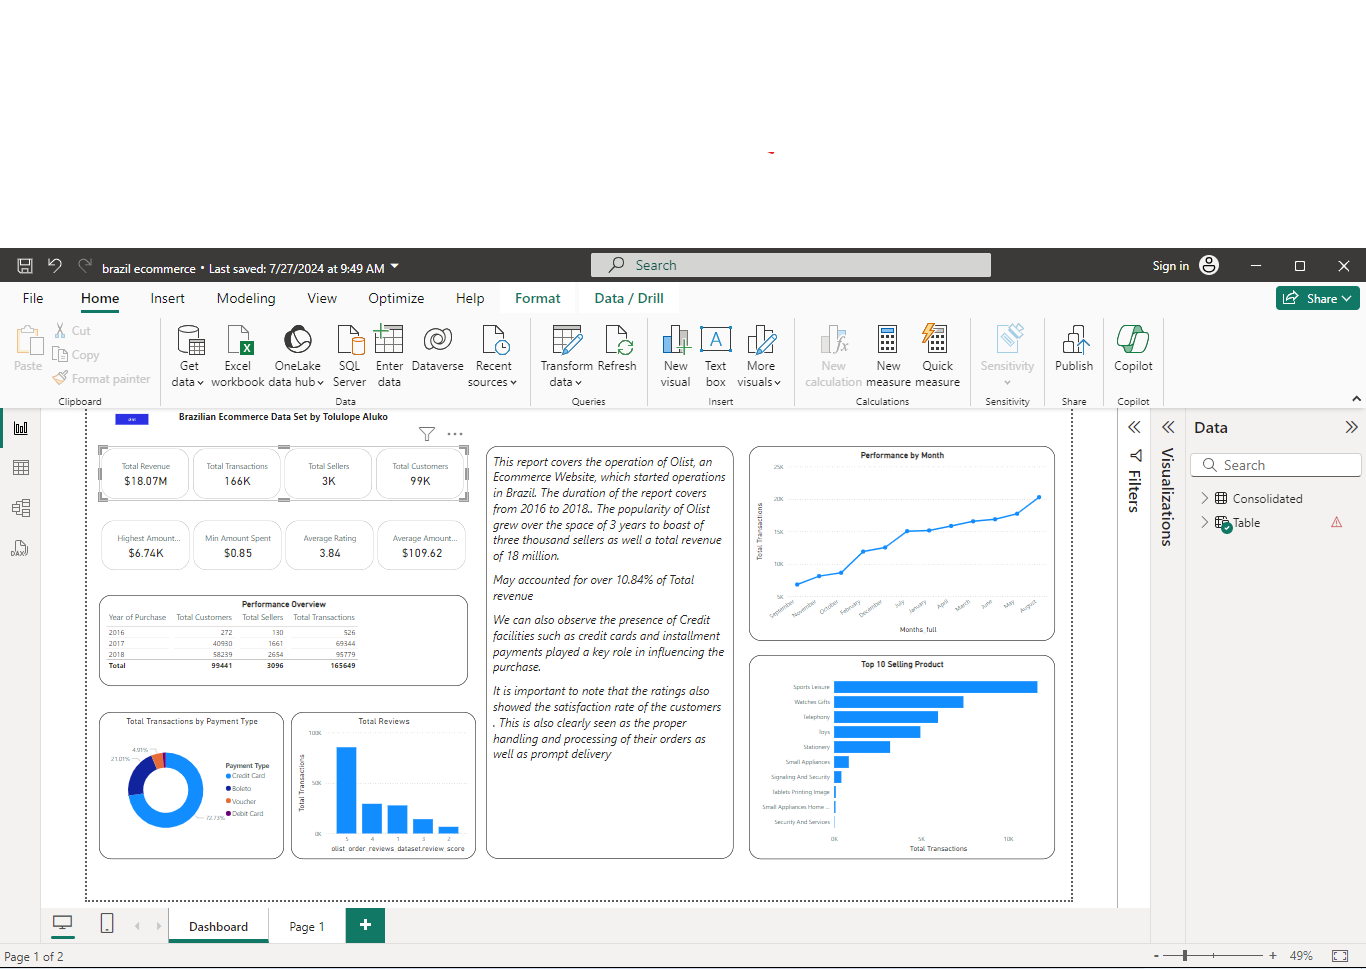 brazil ecommerce • Last saved: 7/27/2024 at 9:49 AM
Search
Sign in
File Home Insert Modeling View Optimize Help Format Data / Drill
Share
Paste
Cut
Copy
Format painter
Clipboard
Get data
Excel workbook
OneLake data hub
SQL Server
Enter data
Dataverse
Recent sources
Data
Transform data
Refresh
Queries
New visual
Text box
More visuals
Insert
New calculation
New measure
Quick measure
Calculations
Sensitivity
Sensitivity
Publish
Share
Copilot
Copilot
Brazilian Ecommerce Data Set by Tolulope Aluko
Total Revenue
$18.07M
Total Transactions
166K
Total Sellers
3K
Total Customers
99K
Highest Amount...
$6.74K
Min Amount Spent
$0.85
Average Rating
3.84
Average Amount...
$109.62
Performance Overview
Year of Purchase Total Customers Total Sellers Total Transactions
2016 272 130 526
2017 40930 1661 69344
2018 58239 2654 95779
Total 99441 3096 165649
Total Transactions by Payment Type
4.91%
21.01%
72.73%
Payment Type
Credit Card
Boleto
Voucher
Debit Card
Total Reviews
Total Transactions
100K
50K
0K
5 4 1 3 2
olist_order_reviews_dataset.review_score
This report covers the operation of Olist, an
Ecommerce Website, which started operations
in Brazil. The duration of the report covers
from 2016 to 2018.. The popularity of Olist
grew over the space of 3 years to boast of
three thousand sellers as well a total revenue
of 18 million.
May accounted for over 10.84% of Total
revenue
We can also observe the presence of Credit
facilities such as credit cards and installment
payments played a key role in influencing the
purchase.
It is important to note that the ratings also
showed the satisfaction rate of the customers
. This is also clearly seen as the proper
handling and processing of their orders as
well as prompt delivery
Performance by Month
Total Transactions
25K
20K
15K
10K
5K
September November October February December July January April March June May August
Months_full
Top 10 Selling Product
Sports Leisure
Watches Gifts
Telephony
Toys
Stationery
Small Appliances
Signaling And Security
Tablets Printing Image
Small Appliances Home ...
Security And Services
0K 5K 10K
Total Transactions
Filters
Visualizations
Data
Search
Consolidated
Table
DAX
Dashboard
Page 1
+
Page 1 of 2
- + 49%